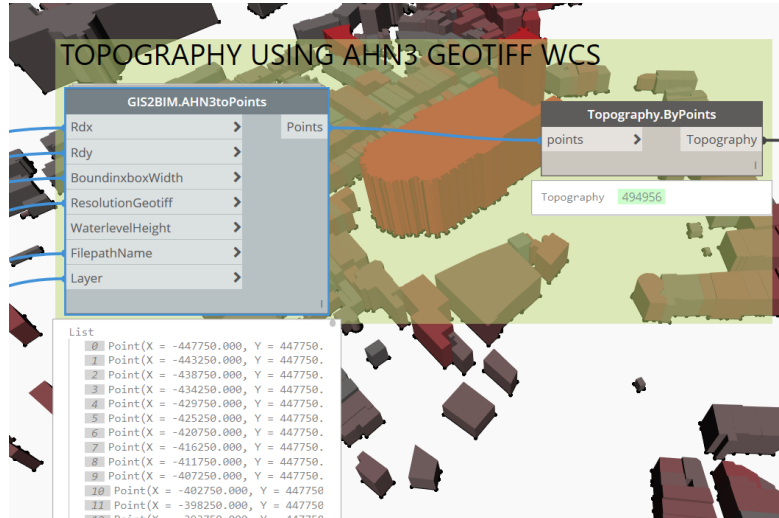 TOPOGRAPHY USING AHN3 GEOTIFF WCS
GIS2BIM.AHN3toPoints
Rdx >
Points
Rdy >
BoundinxboxWidth >
ResolutionGeotiff >
WaterlevelHeight >
FilepathName >
Layer >
Topography.ByPoints
points >
Topography
Topography 494956
List
0 Point(X = -447750.000, Y = 447750.
1 Point(X = -443250.000, Y = 447750.
2 Point(X = -438750.000, Y = 447750.
3 Point(X = -434250.000, Y = 447750.
4 Point(X = -429750.000, Y = 447750.
5 Point(X = -425250.000, Y = 447750.
6 Point(X = -420750.000, Y = 447750.
7 Point(X = -416250.000, Y = 447750.
8 Point(X = -411750.000, Y = 447750.
9 Point(X = -407250.000, Y = 447750.
10 Point(X = -402750.000, Y = 447750
11 Point(X = -398250.000, Y = 447750